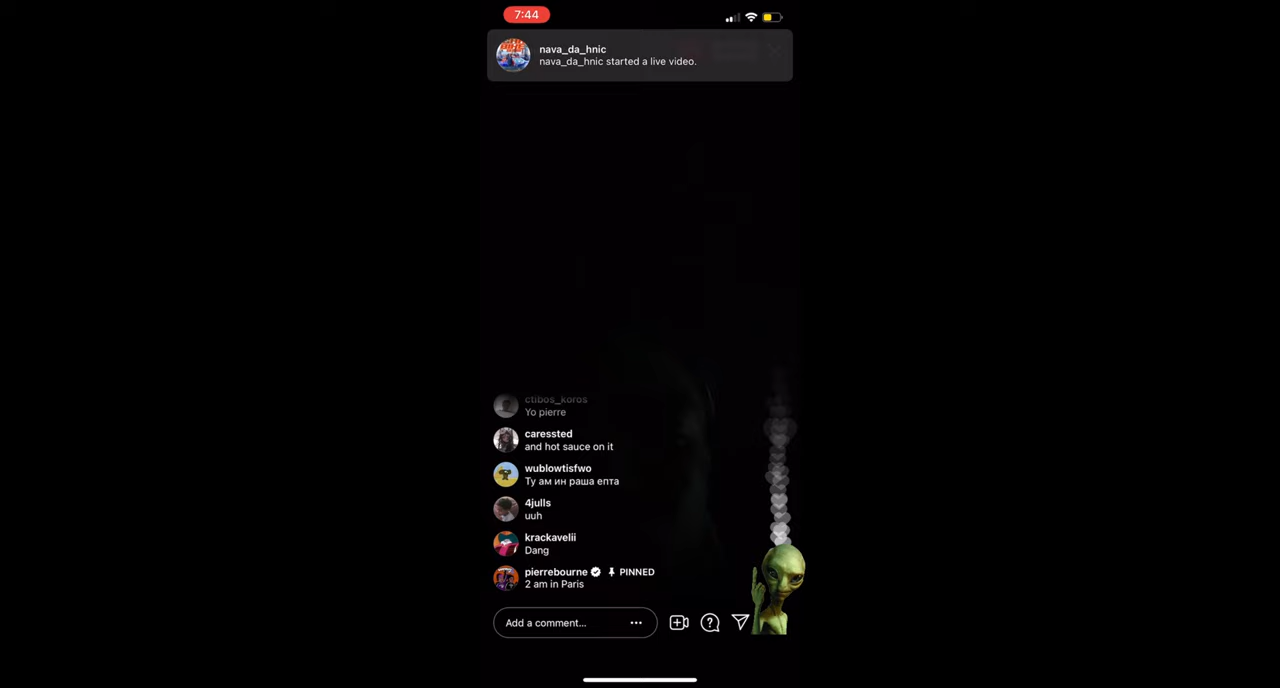 7:44
nava_da_hnic
nava_da_hnic started a live video.
ctibos_koros
Yo pierre
caressted
and hot sauce on it
wublowtisfwo
Ту ам ин раша епта
4julls
uuh
krackavelii
Dang
pierrebourne PINNED
2 am in Paris
Add a comment...